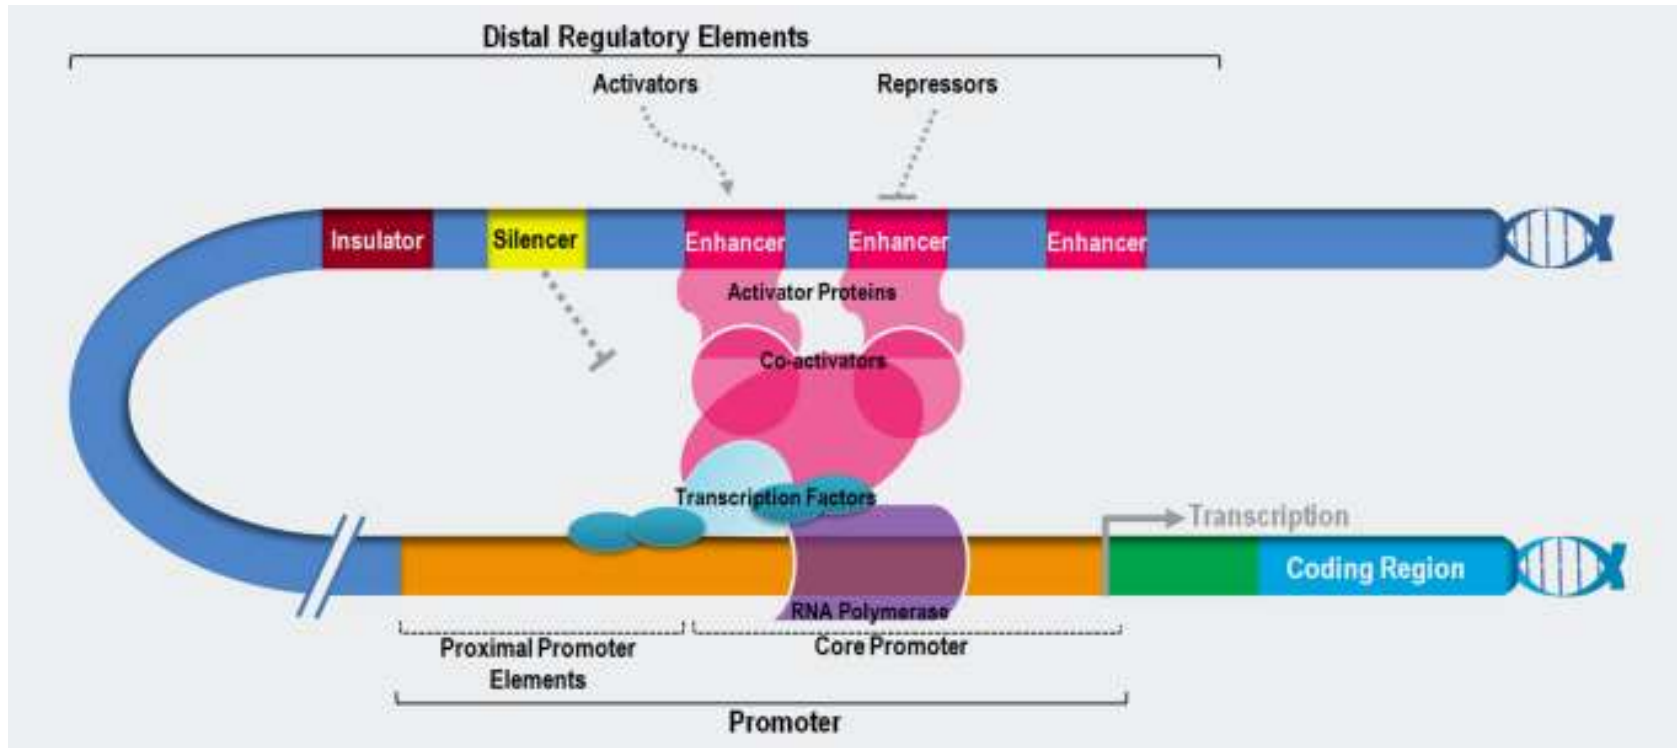 Distal Regulatory Elements
Activators
Repressors
Insulator
Silencer
Enhancer
Enhancer
Enhancer
Activator Proteins
Co-activators
Transcription Factors
Transcription
Coding Region
RNA Polymerase
Proximal Promoter
Elements
Core Promoter
Promoter